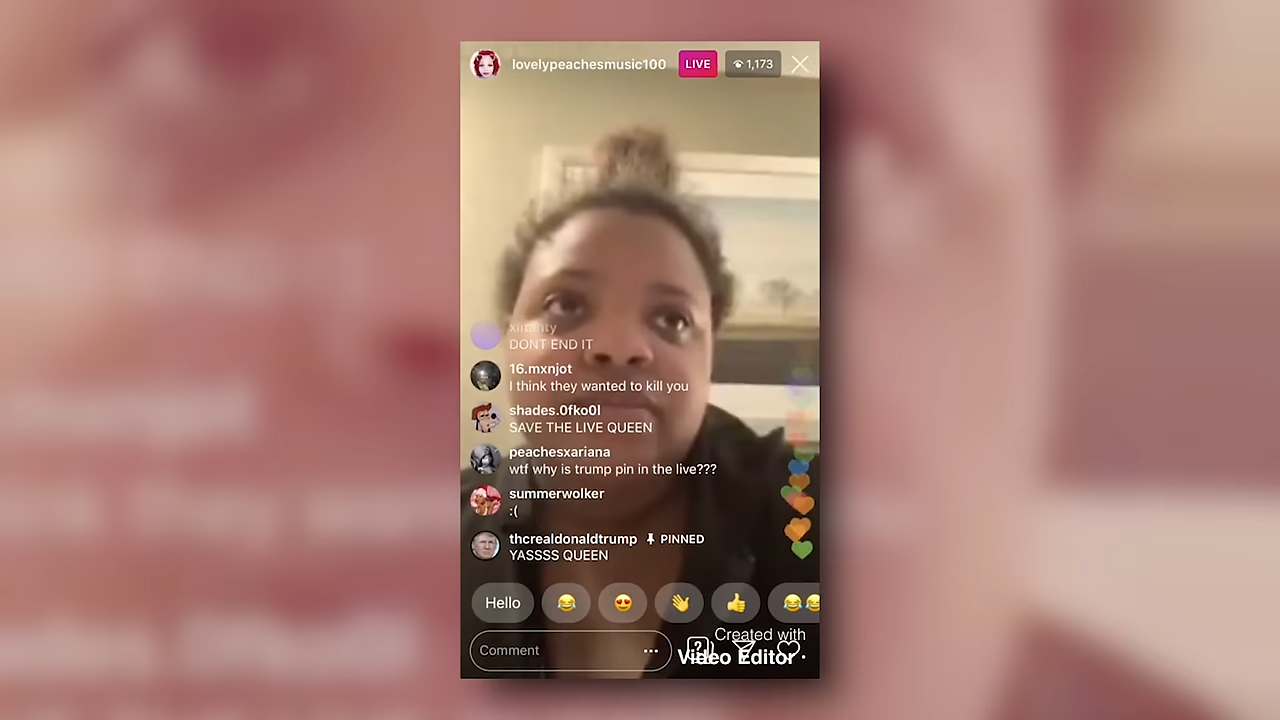 lovelypeachesmusic100 LIVE 1,173
xiitanty
DONT END IT
16.mxnjot
I think they wanted to kill you
shades.0fko0l
SAVE THE LIVE QUEEN
peachesxariana
wtf why is trump pin in the live???
summerwolker
:(
thcrealdonaldtrump PINNED
YASSSS QUEEN
Hello
Comment
Created with
Video Editor